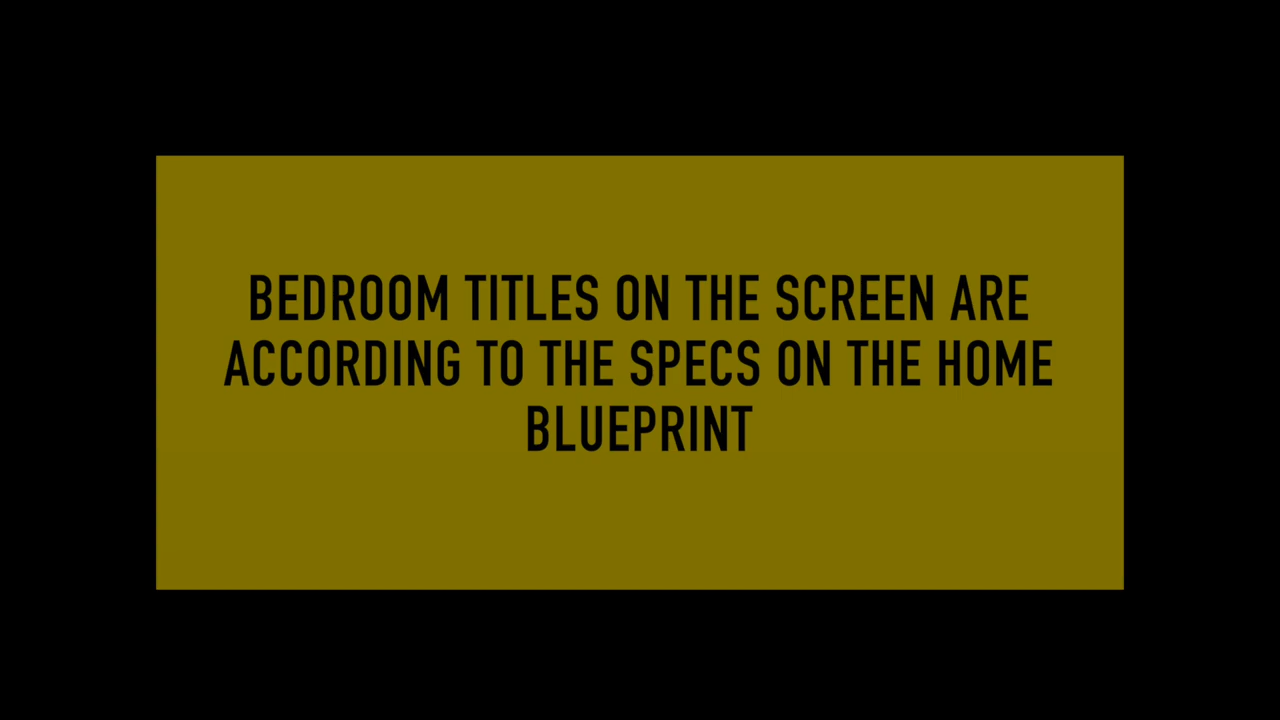 BEDROOM TITLES ON THE SCREEN ARE
ACCORDING TO THE SPECS ON THE HOME
BLUEPRINT